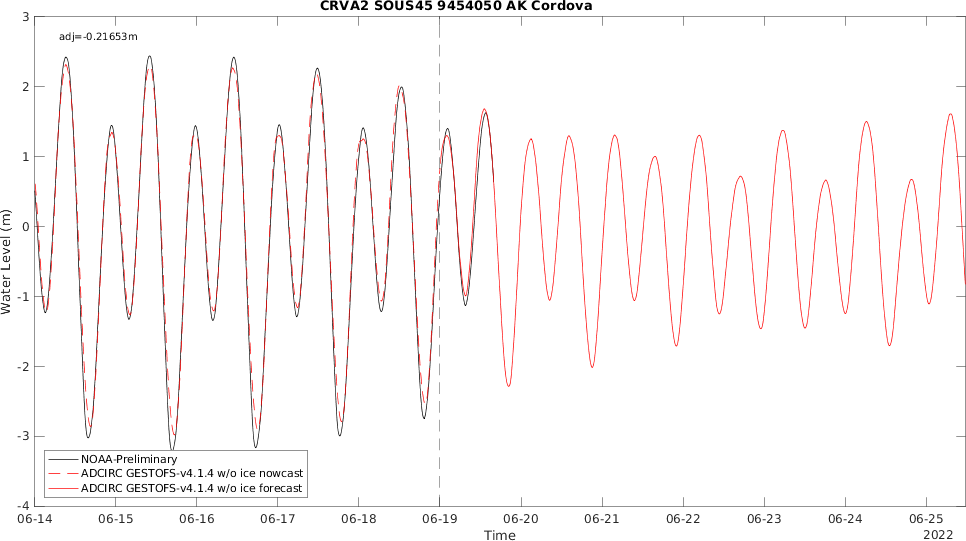 CRVA2 SOUS45 9454050 AK Cordova
adj=-0.21653m
3
2
1
0
-1
-2
-3
-4
Water Level (m)
NOAA-Preliminary
ADCIRC GESTOFS-v4.1.4 w/o ice nowcast
ADCIRC GESTOFS-v4.1.4 w/o ice forecast
06-14 06-15 06-16 06-17 06-18 06-19 06-20 06-21 06-22 06-23 06-24 06-25
Time
2022